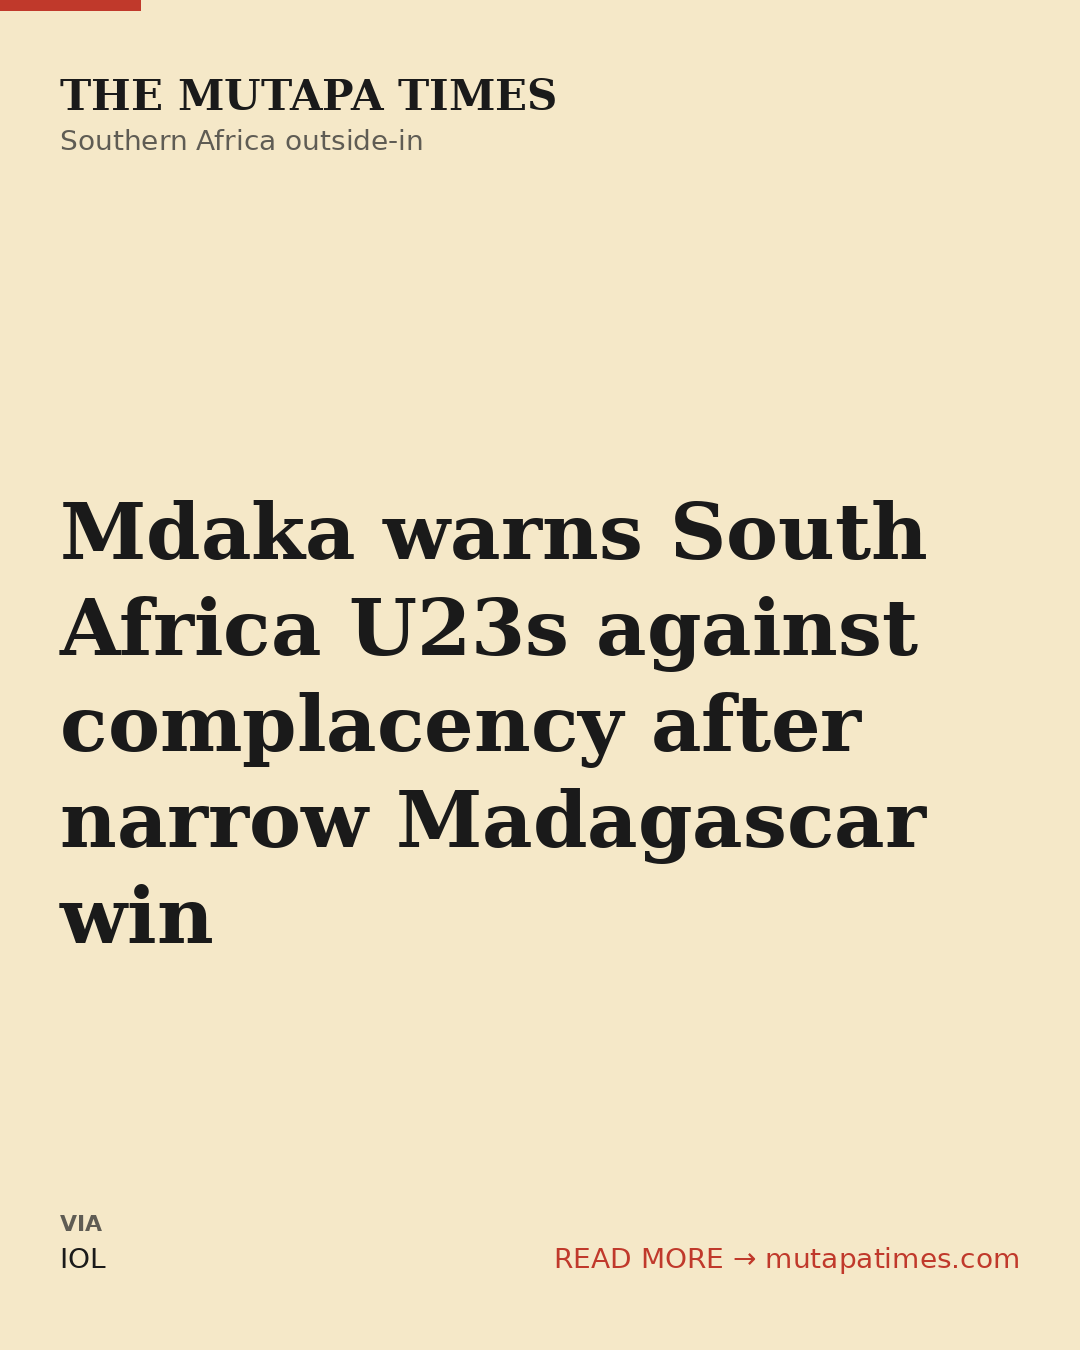 THE MUTAPA TIMES
Southern Africa outside-in
Mdaka warns South
Africa U23s against
complacency after
narrow Madagascar
win
VIA
IOL
READ MORE → mutapatimes.com